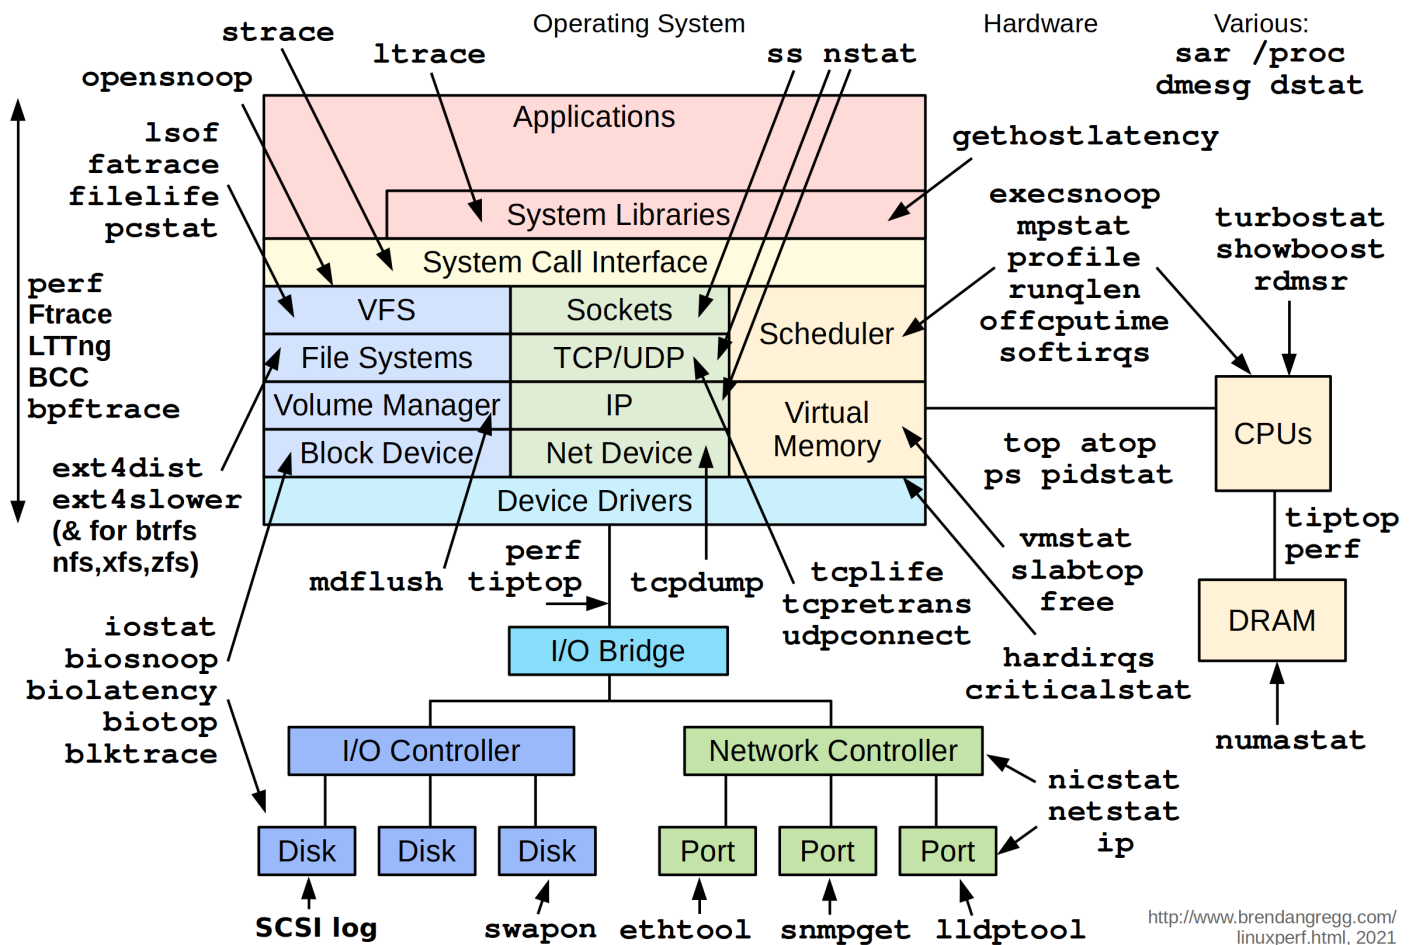 Operating System
Hardware
Various:
sar /proc
dmesg dstat
strace
ltrace
ss nstat
opensnoop
lsof
fatrace
filelife
pcstat
Applications
gethostlatency
System Libraries
execsnoop
mpstat
profile
runqlen
offcputime
softirqs
turbostat
showboost
rdmsr
System Call Interface
perf
Ftrace
LTTng
BCC
bpftrace
VFS
Sockets
Scheduler
File Systems
TCP/UDP
Volume Manager
IP
Virtual
Memory
Block Device
Net Device
Device Drivers
CPUs
top atop
ps pidstat
ext4dist
ext4slower
(& for btrfs
nfs,xfs,zfs)
tiptop
perf
vmstat
slabtop
free
mdflush
perf
tiptop
tcpdump
tcplife
tcpretrans
udpconnect
DRAM
iostat
biosnoop
biolatency
biotop
blktrace
I/O Bridge
hardirqs
criticalstat
numastat
I/O Controller
Network Controller
nicstat
netstat
ip
Disk
Disk
Disk
Port
Port
Port
SCSI log
swapon
ethtool
snmpget
lldptool
http://www.brendangregg.com/
linuxperf.html, 2021